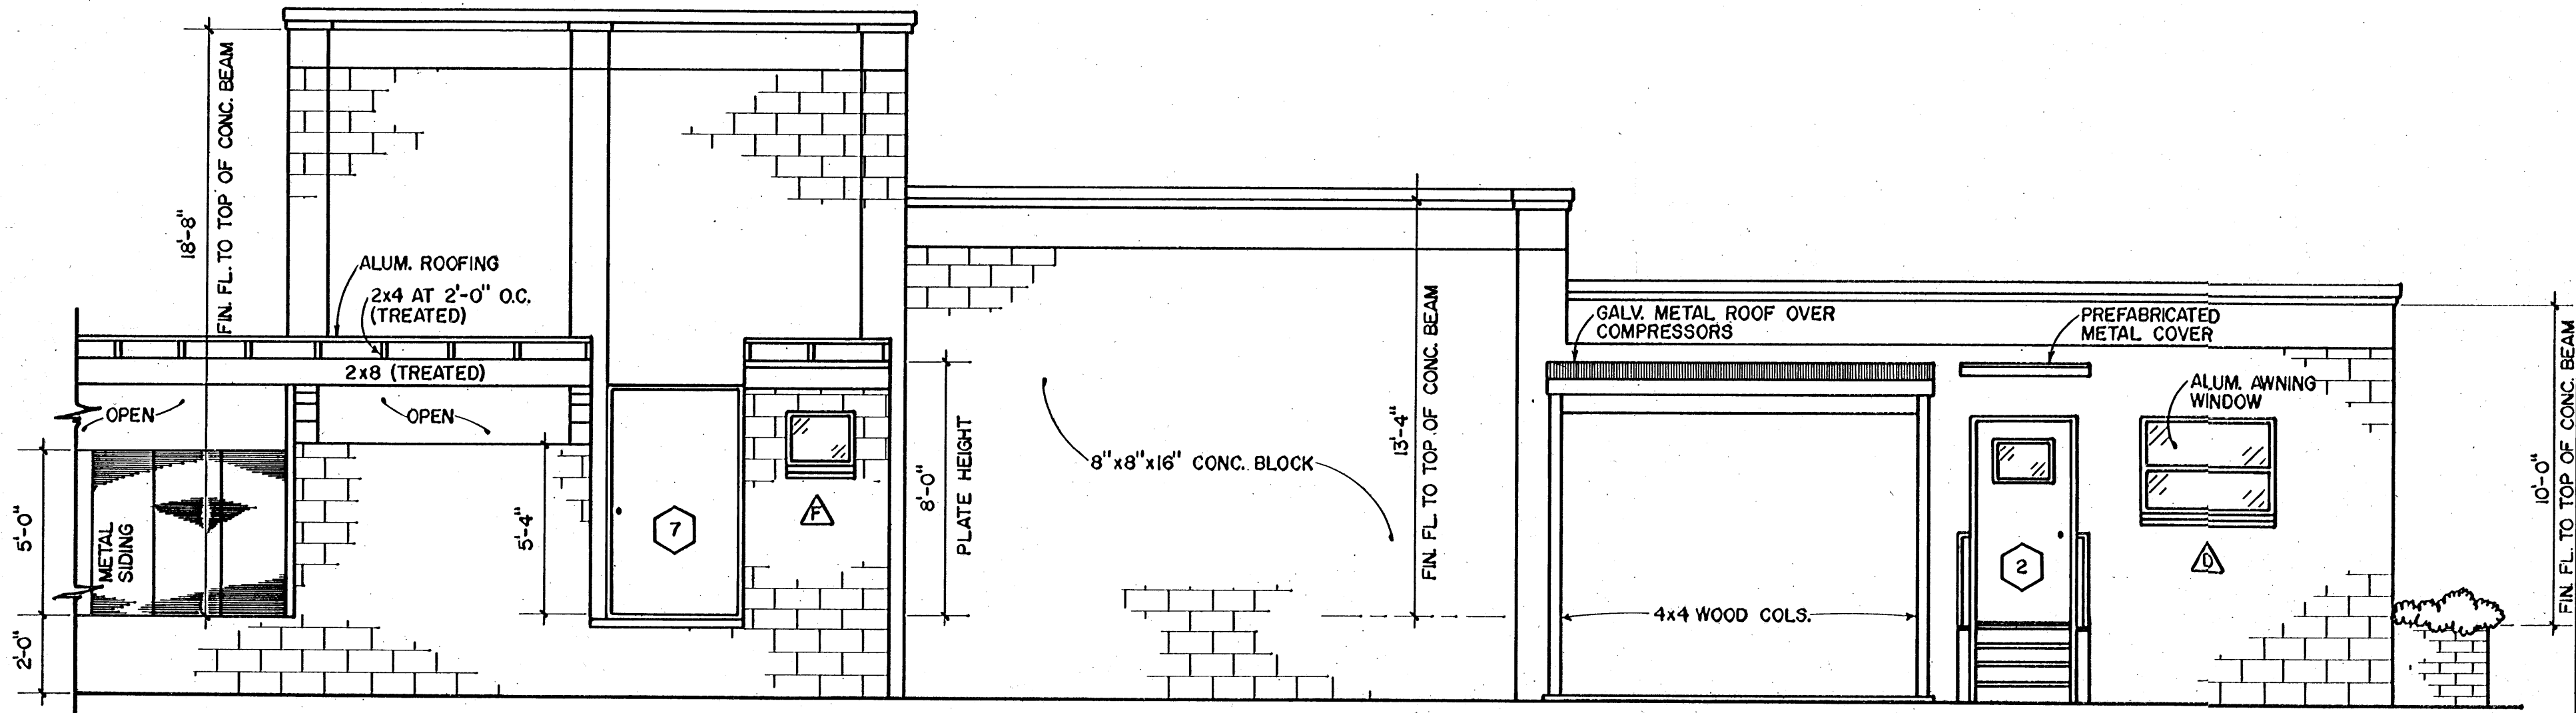 18'-8"
FIN. FL. TO TOP OF CONC. BEAM
ALUM. ROOFING
2x4 AT 2'-0" O.C.
(TREATED)
2x8 (TREATED)
OPEN
OPEN
5'-0"
METAL
SIDING
2'-0"
5'-4"
7
F
8'-0"
PLATE HEIGHT
8"x8"x16" CONC. BLOCK
13'-4"
FIN. FL. TO TOP OF CONC. BEAM
GALV. METAL ROOF OVER
COMPRESSORS
4x4 WOOD COLS.
PREFABRICATED
METAL COVER
2
ALUM. AWNING
WINDOW
D
10'-0"
FIN. FL. TO TOP OF CONC. BEAM